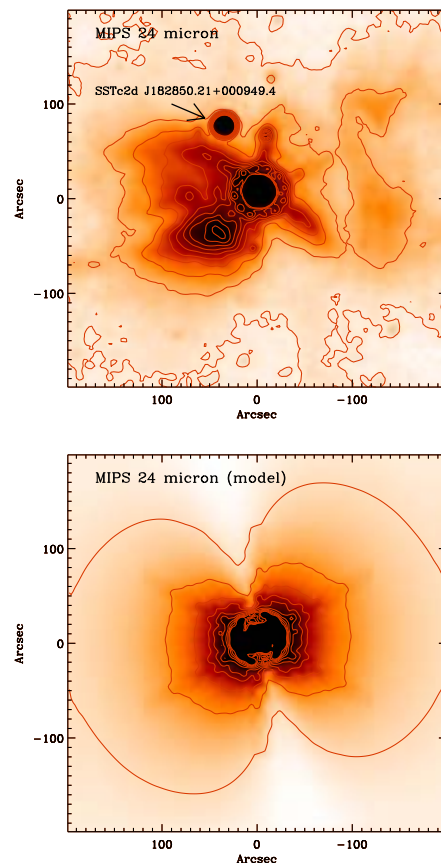 MIPS 24 micron
SSTc2d J182850.21+000949.4
100
0
-100
Arcsec
100 0 -100
Arcsec
MIPS 24 micron (model)
100
0
-100
Arcsec
100 0 -100
Arcsec